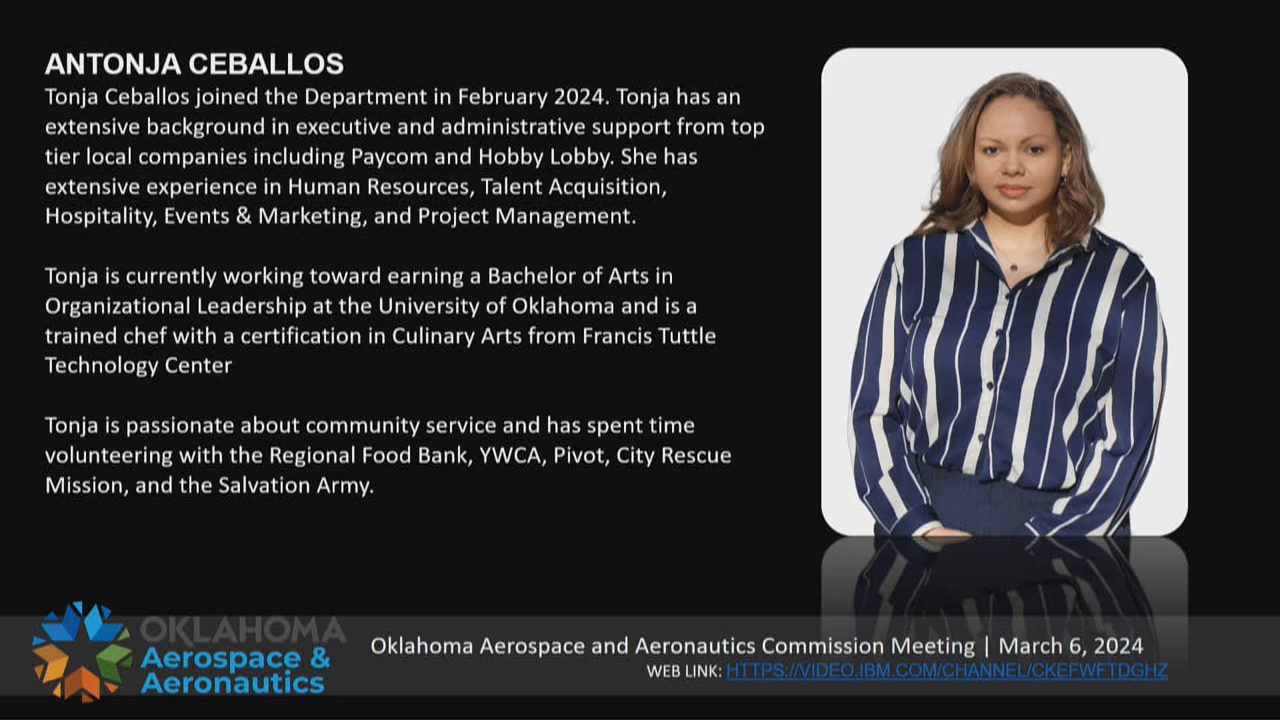 ANTONJA CEBALLOS
Tonja Ceballos joined the Department in February 2024. Tonja has an
extensive background in executive and administrative support from top
tier local companies including Paycom and Hobby Lobby. She has
extensive experience in Human Resources, Talent Acquisition,
Hospitality, Events & Marketing, and Project Management.
Tonja is currently working toward earning a Bachelor of Arts in
Organizational Leadership at the University of Oklahoma and is a
trained chef with a certification in Culinary Arts from Francis Tuttle
Technology Center
Tonja is passionate about community service and has spent time
volunteering with the Regional Food Bank, YWCA, Pivot, City Rescue
Mission, and the Salvation Army.
OKLAHOMA
Aerospace &
Aeronautics
Oklahoma Aerospace and Aeronautics Commission Meeting | March 6, 2024
WEB LINK: HTTPS://VIDEO.IBM.COM/CHANNEL/CKEFWFTDGHZ